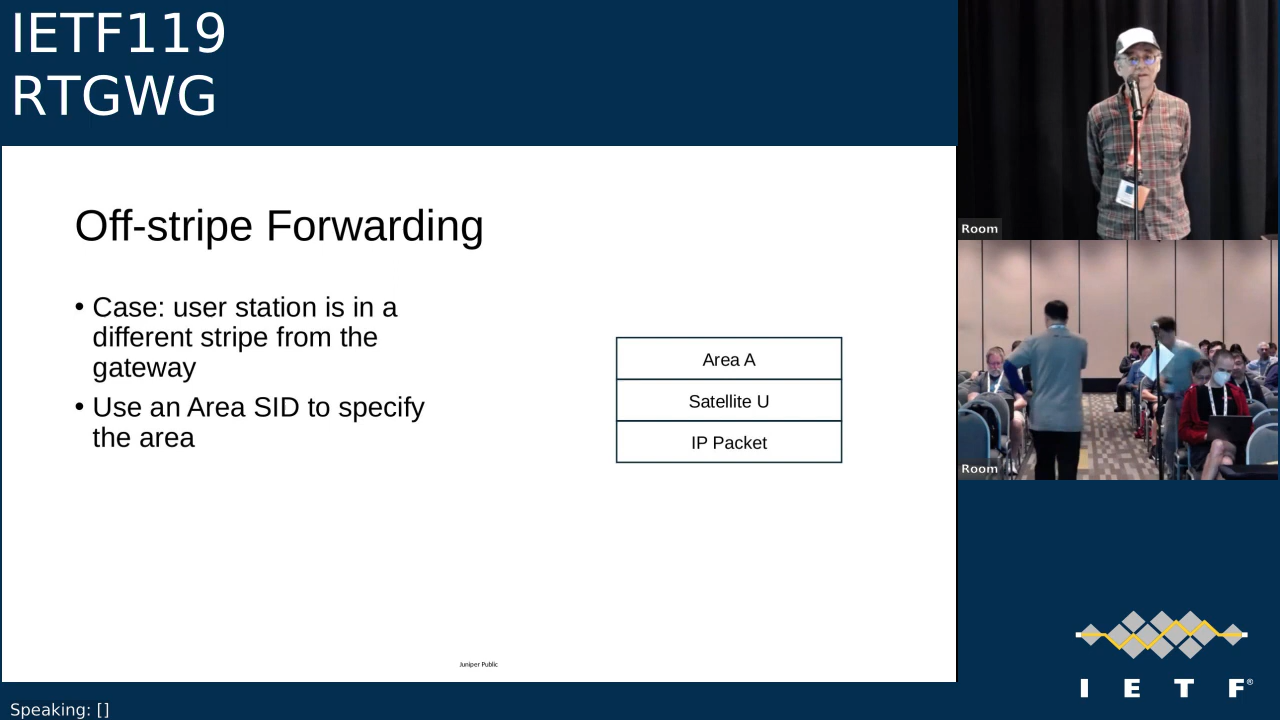 IETF119
RTGWG
Off-stripe Forwarding
• Case: user station is in a
different stripe from the
gateway
• Use an Area SID to specify
the area
Area A
Satellite U
IP Packet
Juniper Public
Room
Room
I E T F®
Speaking: []